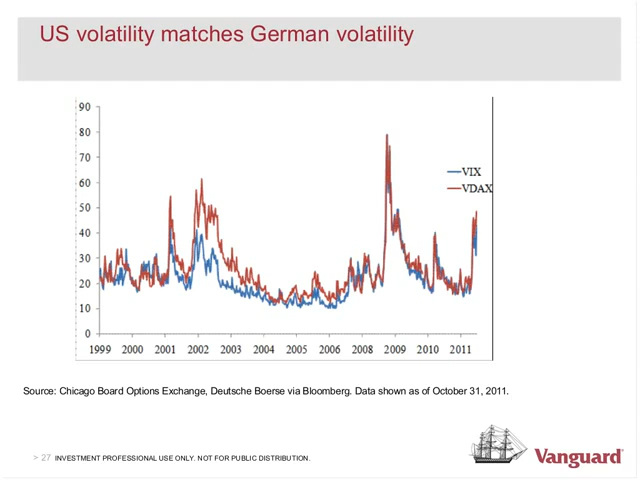 US volatility matches German volatility
90
80
70
60
50
40
30
20
10
0
VIX
VDAX
1999 2000 2001 2002 2003 2004 2005 2006 2008 2009 2010 2011
Source: Chicago Board Options Exchange, Deutsche Boerse via Bloomberg. Data shown as of October 31, 2011.
> 27 INVESTMENT PROFESSIONAL USE ONLY. NOT FOR PUBLIC DISTRIBUTION.
Vanguard®